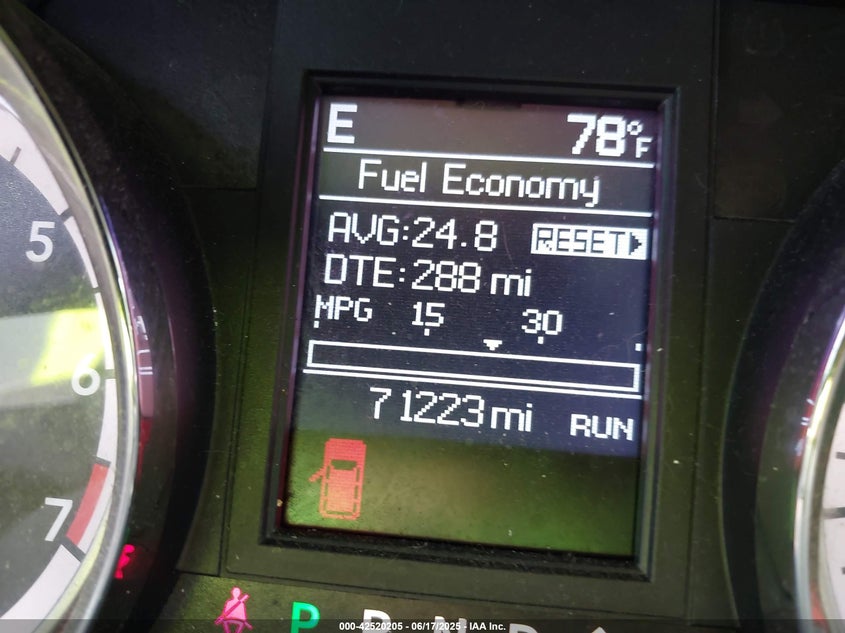 E 78°F
Fuel Economy
AVG:24.8 RESET
DTE:288 mi
MPG 15 30
71223 mi RUN
5
6
7
P R N D
000-42520205 - 06/17/2025 - IAA Inc.